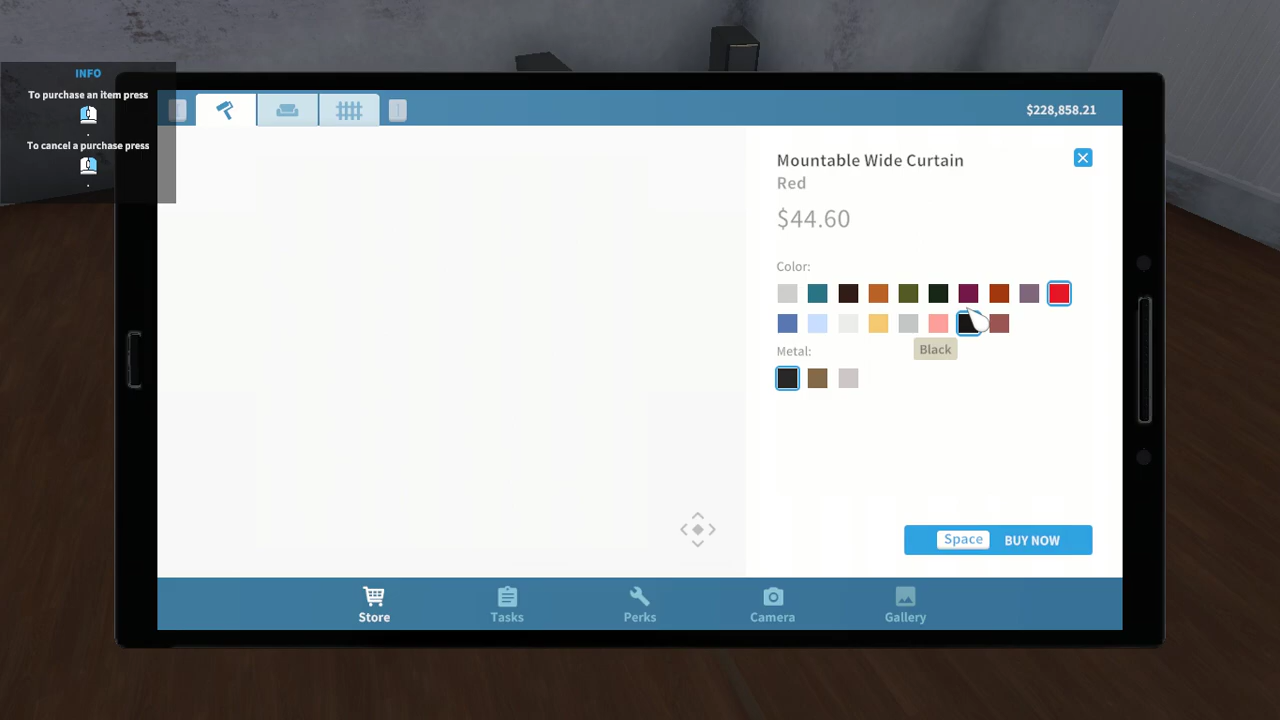 INFO
To purchase an item press
.
To cancel a purchase press
.
$228,858.21
Mountable Wide Curtain
Red
$44.60
Color:
Black
Metal:
Space BUY NOW
Store Tasks Perks Camera Gallery